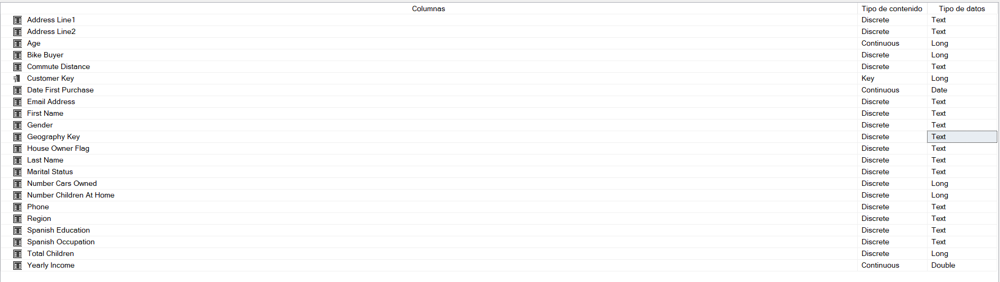 Columnas Tipo de contenido Tipo de datos
Address Line1 Discrete Text
Address Line2 Discrete Text
Age Continuous Long
Bike Buyer Discrete Long
Commute Distance Discrete Text
Customer Key Key Long
Date First Purchase Continuous Date
Email Address Discrete Text
First Name Discrete Text
Gender Discrete Text
Geography Key Discrete Text
House Owner Flag Discrete Text
Last Name Discrete Text
Marital Status Discrete Text
Number Cars Owned Discrete Long
Number Children At Home Discrete Long
Phone Discrete Text
Region Discrete Text
Spanish Education Discrete Text
Spanish Occupation Discrete Text
Total Children Discrete Long
Yearly Income Continuous Double